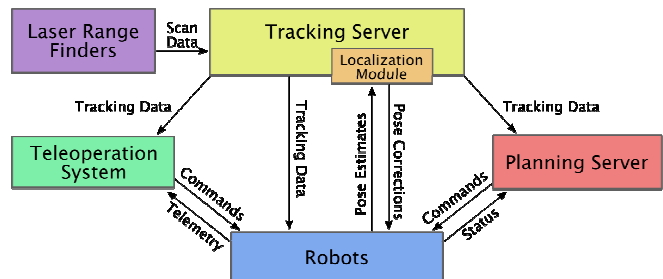 Laser Range
Finders
Scan
Data
Tracking Server
Localization
Module
Tracking Data
Tracking Data
Pose Estimates
Pose Corrections
Tracking Data
Teleoperation
System
Planning Server
Commands
Telemetry
Commands
Status
Robots